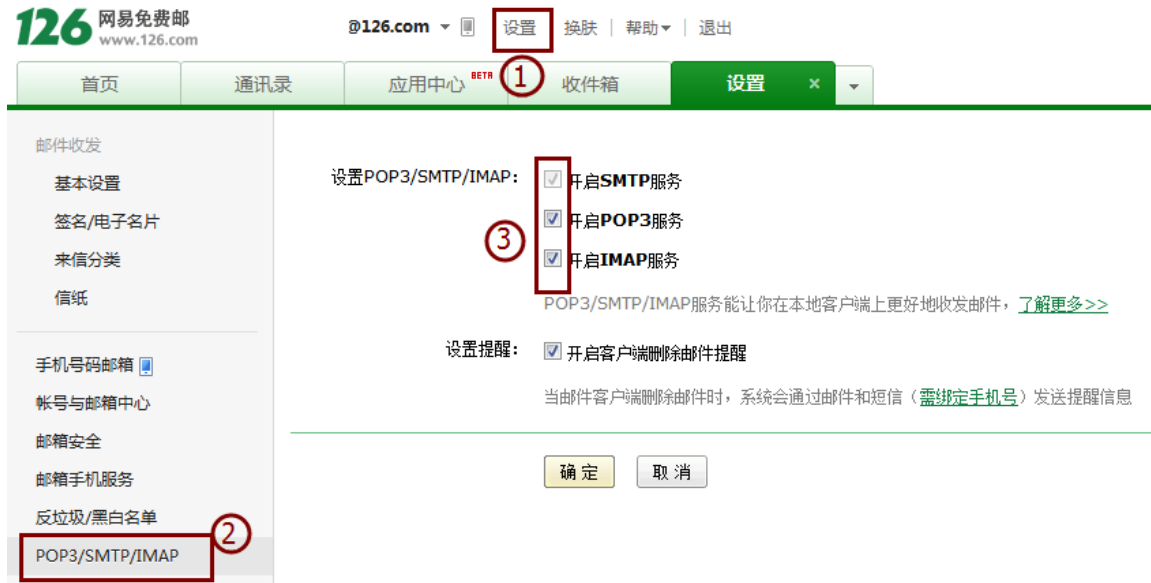 126 网易免费邮
www.126.com
@126.com 设置 换肤 | 帮助 | 退出
首页 通讯录 应用中心 BETA ① 收件箱 设置 ×
邮件收发
基本设置
签名/电子名片
来信分类
信纸
手机号码邮箱
帐号与邮箱中心
邮箱安全
邮箱手机服务
反垃圾/黑白名单
②
POP3/SMTP/IMAP
设置POP3/SMTP/IMAP: 开启SMTP服务
开启POP3服务
③
开启IMAP服务
POP3/SMTP/IMAP服务能让你在本地客户端上更好地收发邮件，了解更多>>
设置提醒: 开启客户端删除邮件提醒
当邮件客户端删除邮件时，系统会通过邮件和短信（需绑定手机号）发送提醒信息
确定 取消